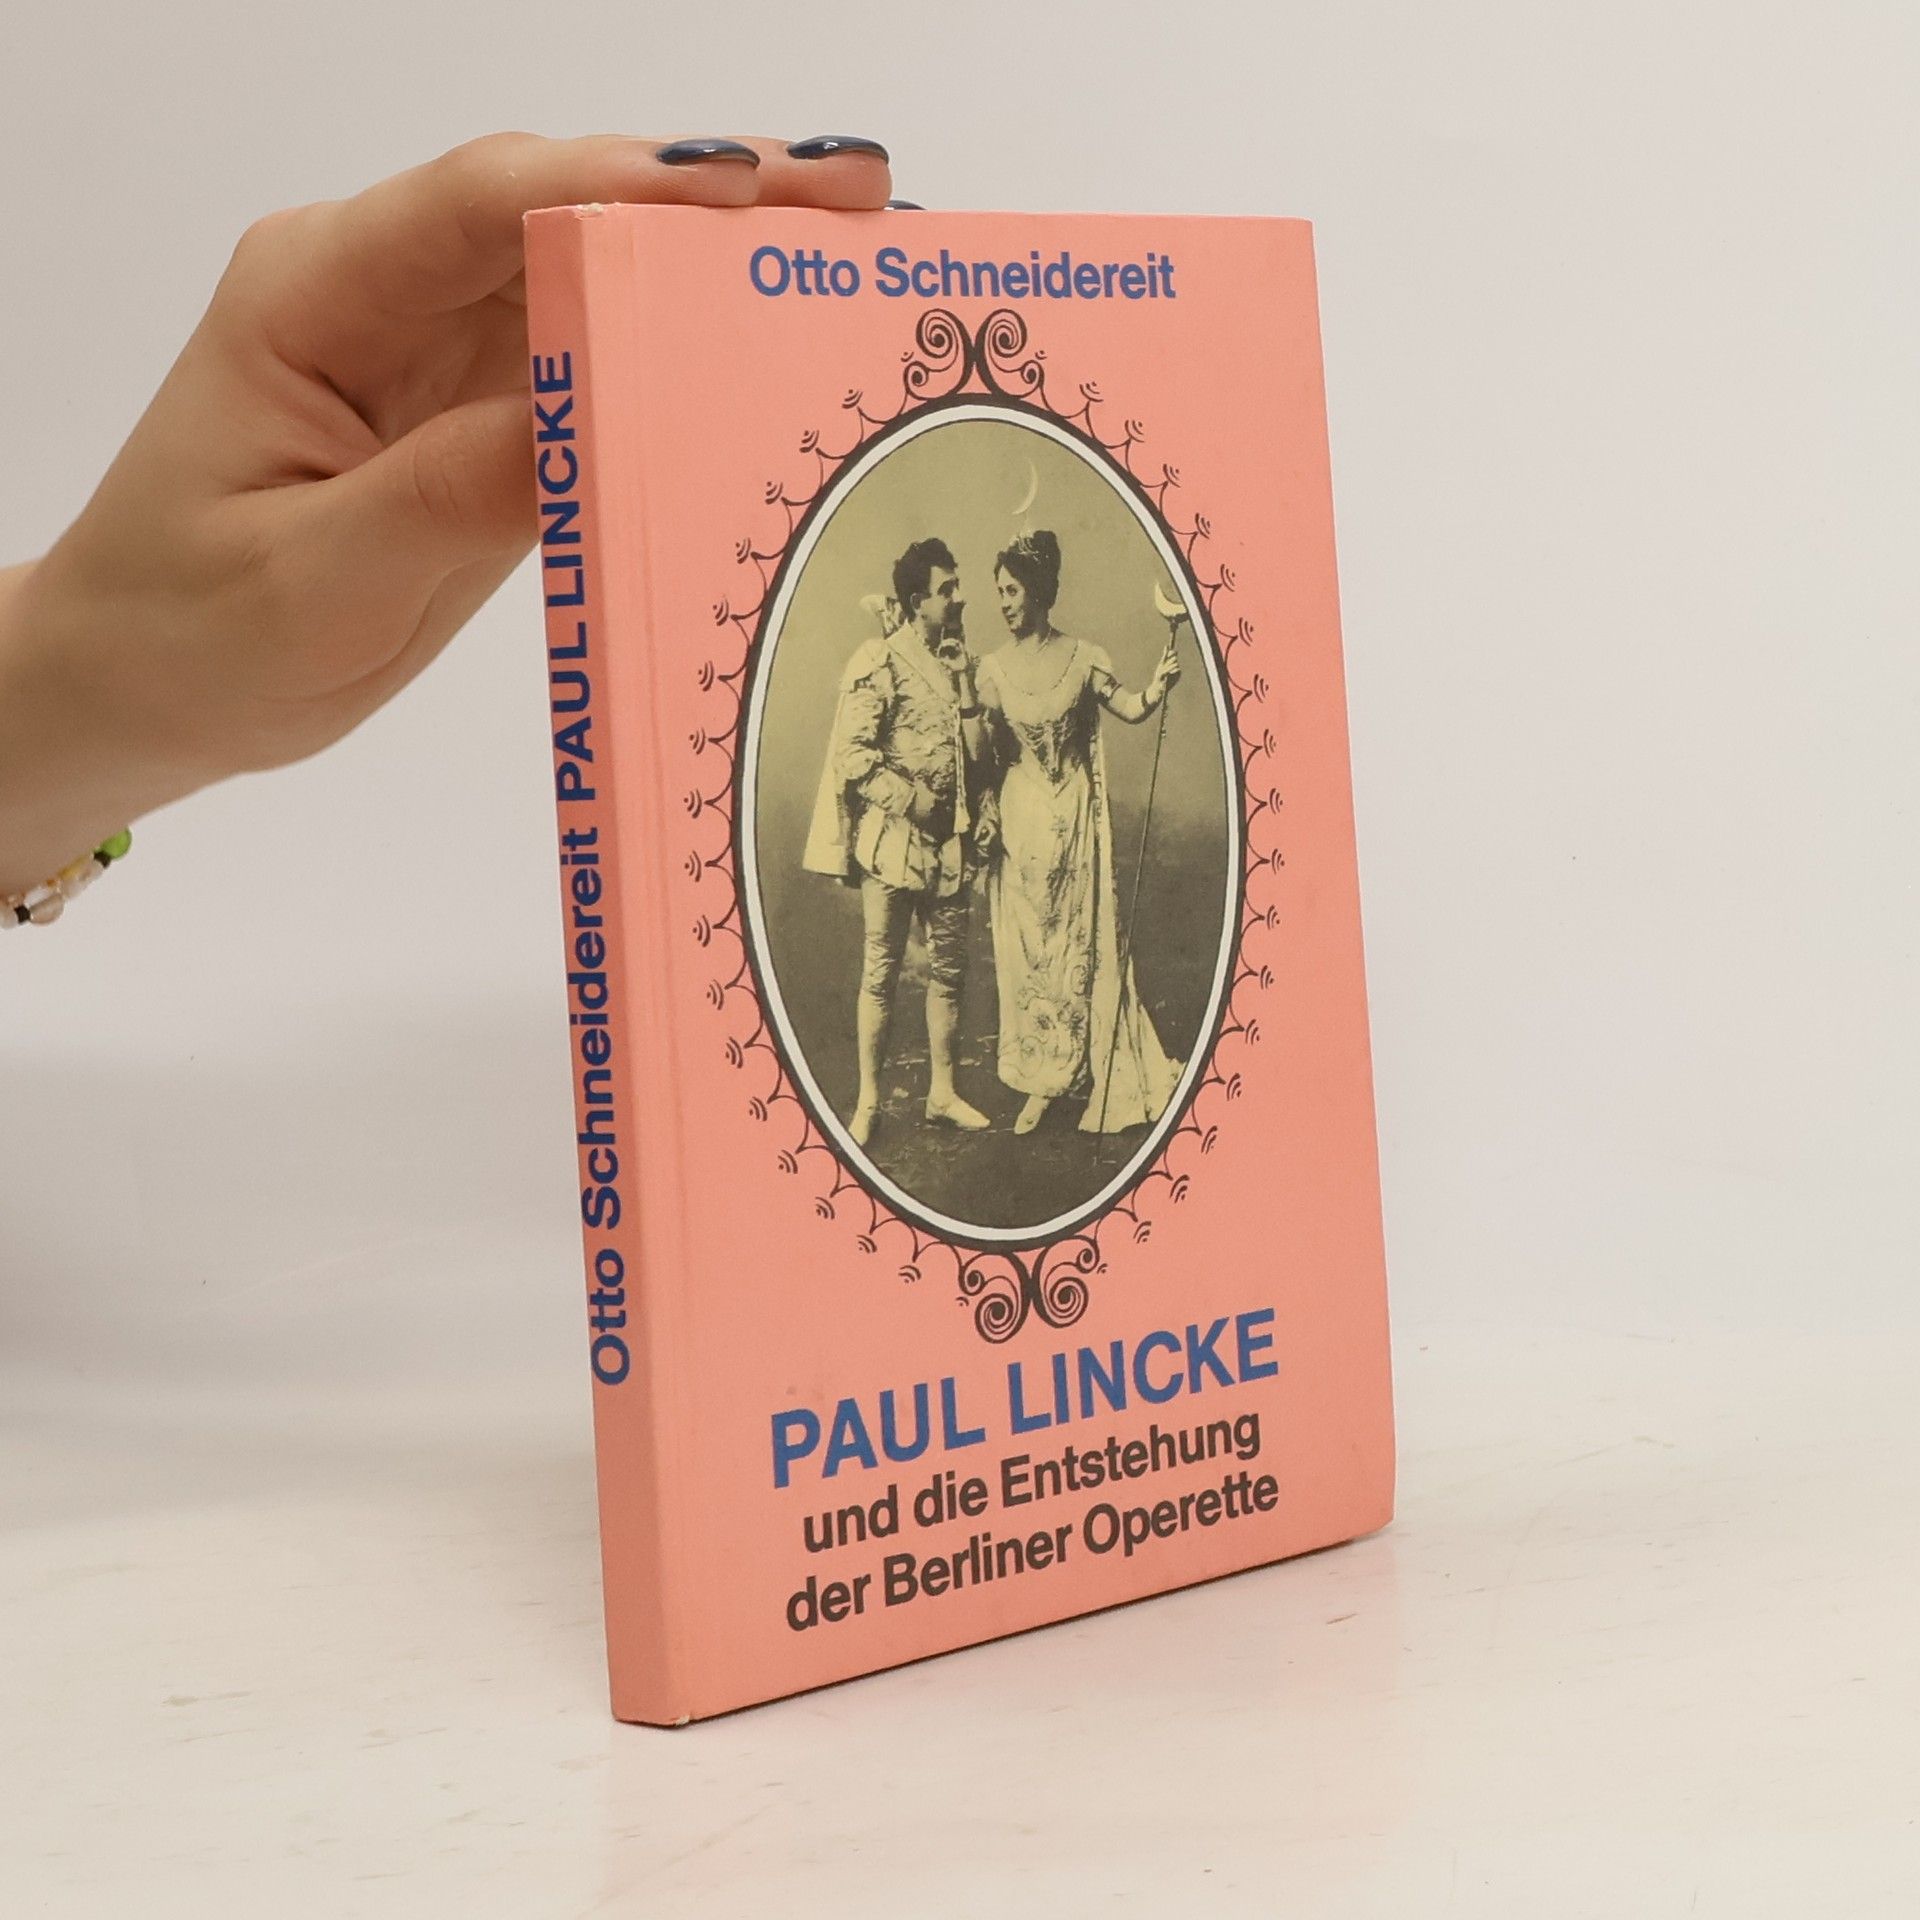 Otto Schneidereit
PAUL LINCKE
und die Entstehung
der Berliner Operette
Otto Schneidereit PAUL LINCKE